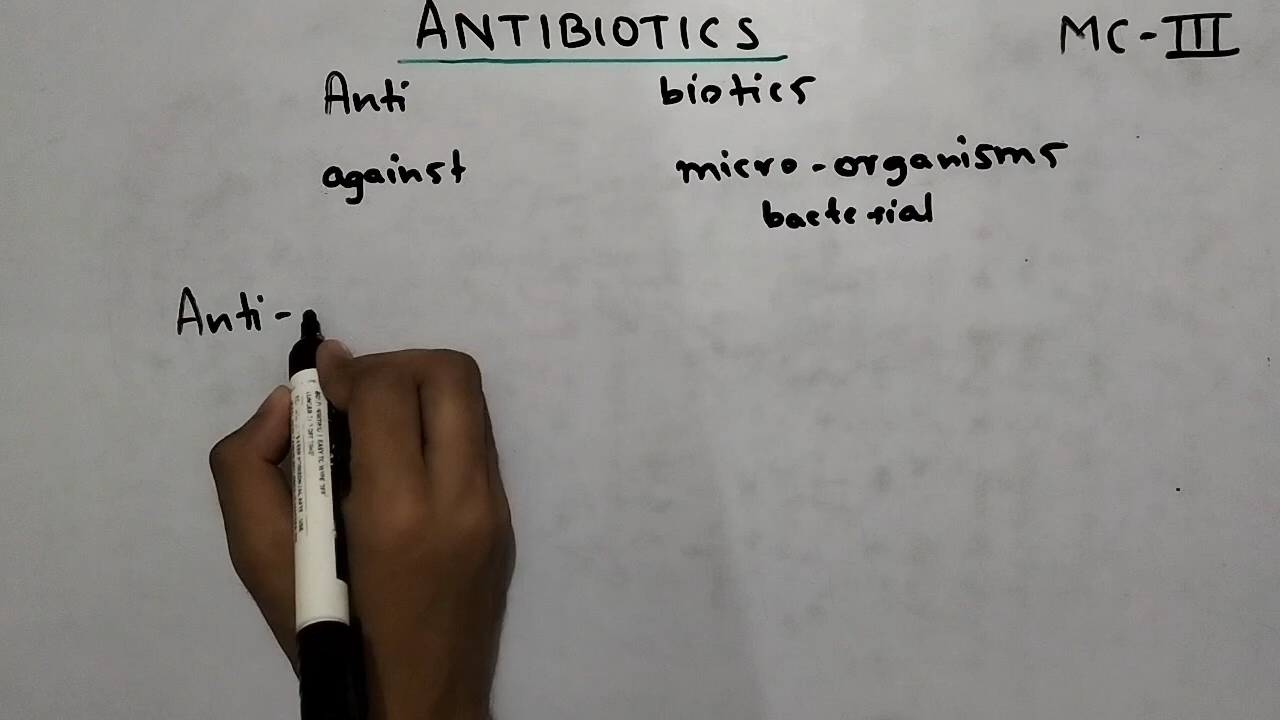 ANTIBIOTICS
MC-III
Anti biotics
against micro-organisms
bacterial
Anti-